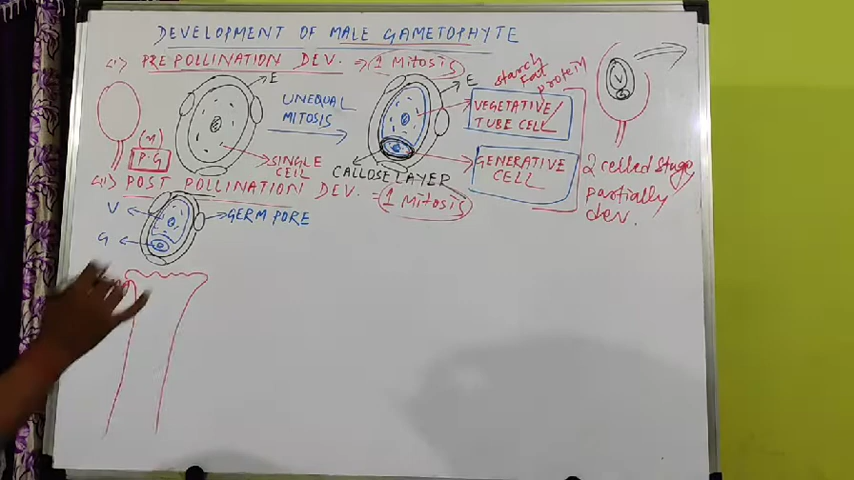 DEVELOPMENT OF MALE GAMETOPHYTE
(i) PRE POLLINATION DEV. → 1 Mitosis
E
UNEQUAL
MITOSIS
(n)
P.G
SINGLE
CELL
E
starch
Fat
protein
VEGETATIVE/
TUBE CELL
GENERATIVE
CELL
CALLOSE LAYER
V
G
2 celled stage
partially
dev.
(ii) POST POLLINATION DEV. = 1 Mitosis
V
G
GERM PORE